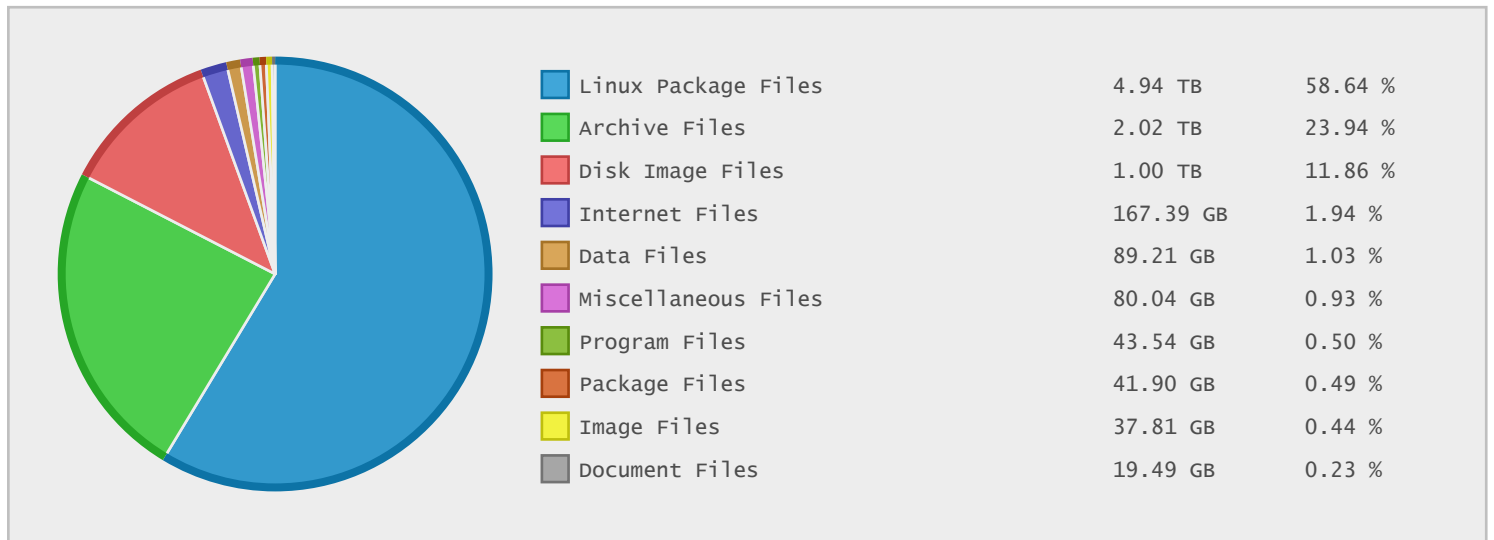 Linux Package Files 4.94 TB 58.64 %
Archive Files 2.02 TB 23.94 %
Disk Image Files 1.00 TB 11.86 %
Internet Files 167.39 GB 1.94 %
Data Files 89.21 GB 1.03 %
Miscellaneous Files 80.04 GB 0.93 %
Program Files 43.54 GB 0.50 %
Package Files 41.90 GB 0.49 %
Image Files 37.81 GB 0.44 %
Document Files 19.49 GB 0.23 %